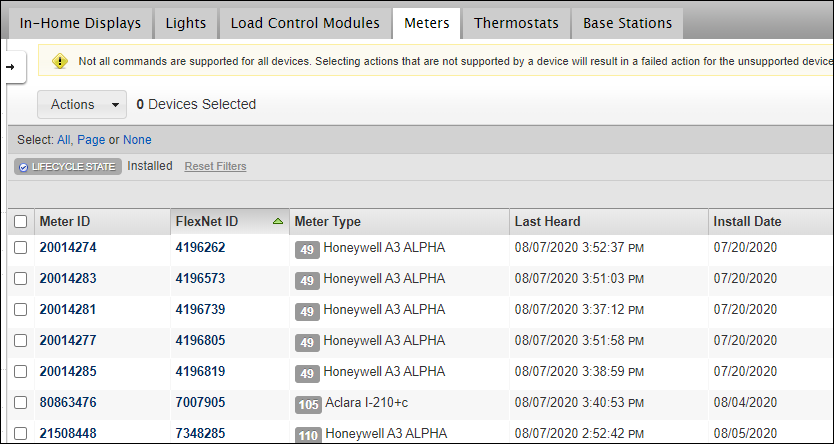 In-Home Displays Lights Load Control Modules Meters Thermostats Base Stations
Not all commands are supported for all devices. Selecting actions that are not supported by a device will result in a failed action for the unsupported device
Actions 0 Devices Selected
Select: All, Page or None
LIFECYCLE STATE Installed Reset Filters
Meter ID FlexNet ID Meter Type Last Heard Install Date
20014274 4196262 49 Honeywell A3 ALPHA 08/07/2020 3:52:37 PM 07/20/2020
20014283 4196573 49 Honeywell A3 ALPHA 08/07/2020 3:51:03 PM 07/20/2020
20014281 4196739 49 Honeywell A3 ALPHA 08/07/2020 3:37:12 PM 07/20/2020
20014277 4196805 49 Honeywell A3 ALPHA 08/07/2020 3:51:58 PM 07/20/2020
20014285 4196819 49 Honeywell A3 ALPHA 08/07/2020 3:38:59 PM 07/20/2020
80863476 7007905 105 Aclara I-210+c 08/07/2020 3:40:53 PM 08/04/2020
21508448 7348285 110 Honeywell A3 ALPHA 08/07/2020 2:52:42 PM 08/05/2020